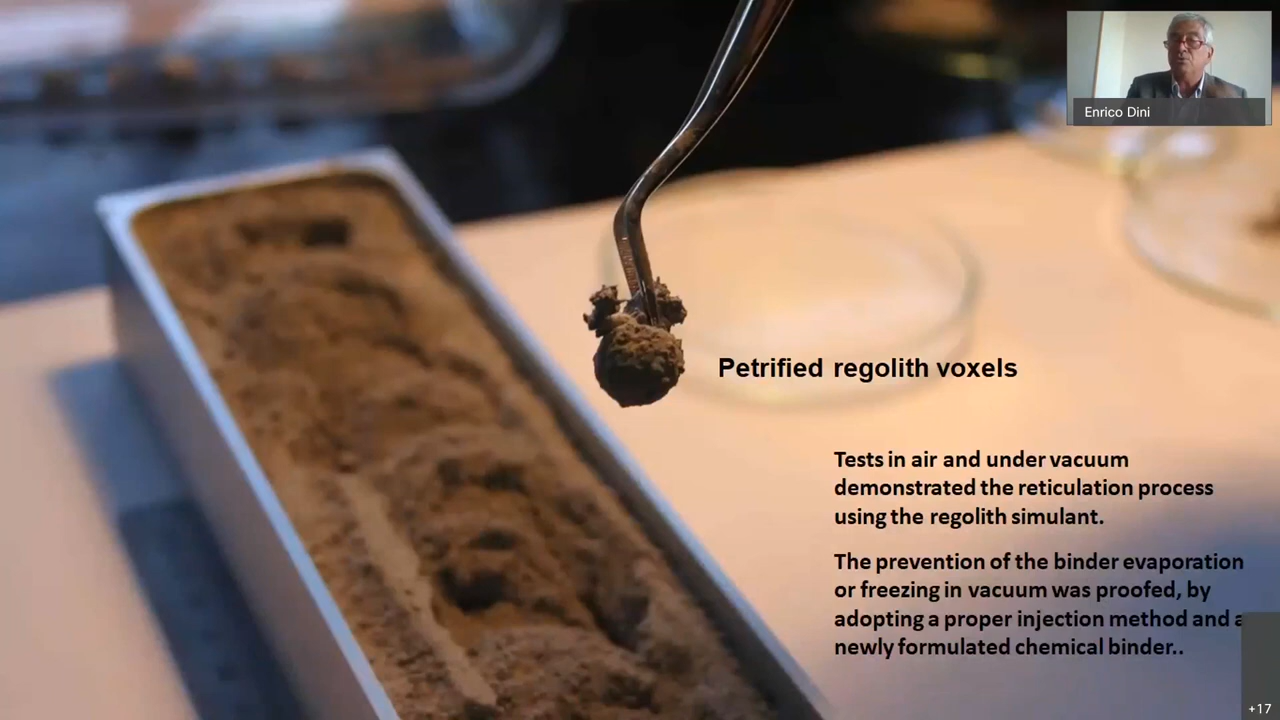 Enrico Dini
Petrified regolith voxels
Tests in air and under vacuum
demonstrated the reticulation process
using the regolith simulant.
The prevention of the binder evaporation
or freezing in vacuum was proofed, by
adopting a proper injection method and a
newly formulated chemical binder..
+17